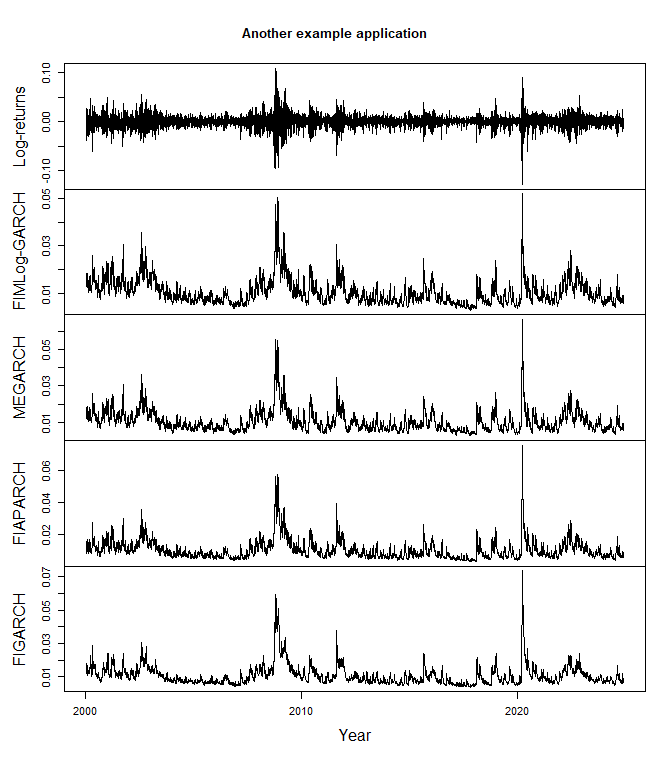 Another example application
Log-returns
0.10
0.00
-0.10
FIMLog-GARCH
0.05
0.03
0.01
MEGARCH
0.05
0.03
0.01
FIAPARCH
0.06
0.04
0.02
FIGARCH
0.07
0.05
0.03
0.01
2000
2010
2020
Year